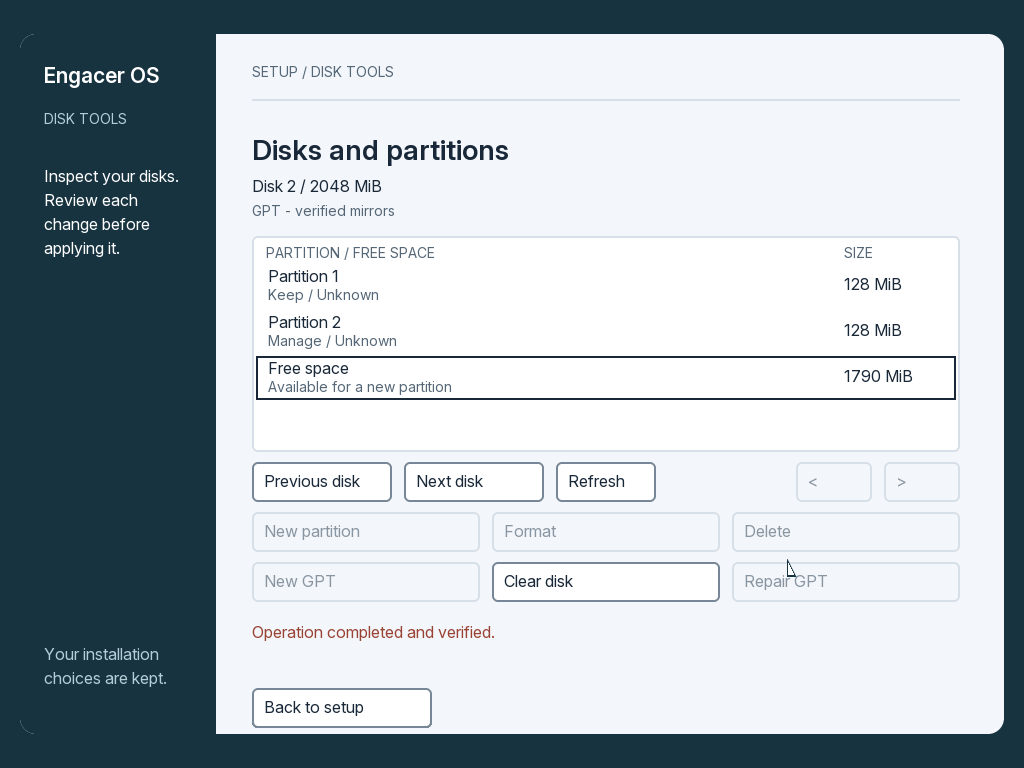 Engacer OS
DISK TOOLS
Inspect your disks.
Review each
change before
applying it.
Your installation
choices are kept.
SETUP / DISK TOOLS
Disks and partitions
Disk 2 / 2048 MiB
GPT - verified mirrors
PARTITION / FREE SPACE SIZE
Partition 1
Keep / Unknown
128 MiB
Partition 2
Manage / Unknown
128 MiB
Free space
Available for a new partition
1790 MiB
Previous disk Next disk Refresh < >
New partition Format Delete
New GPT Clear disk Repair GPT
Operation completed and verified.
Back to setup